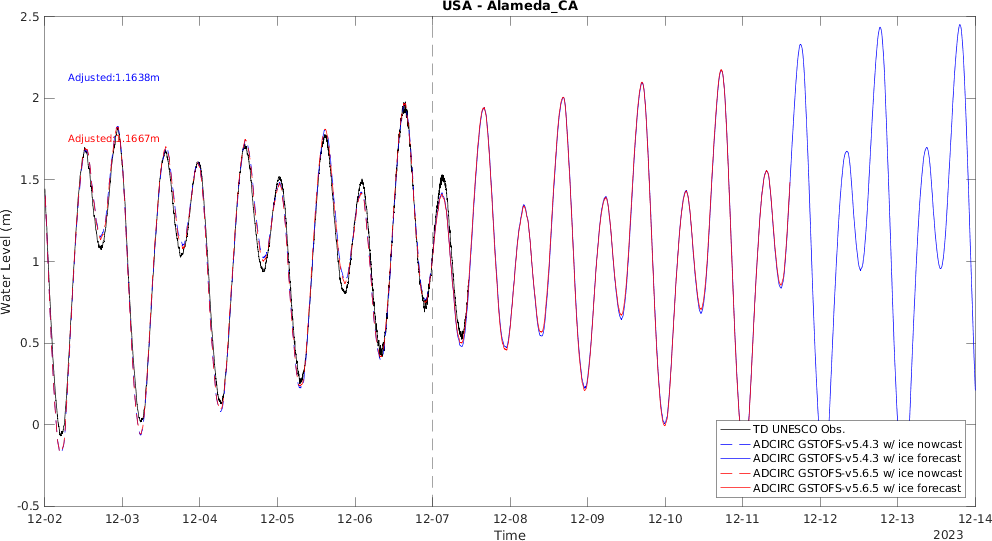 USA - Alameda_CA
2.5
2
1.5
1
0.5
0
-0.5
Water Level (m)
Adjusted:1.1638m
Adjusted:1.1667m
TD UNESCO Obs.
ADCIRC GSTOFS-v5.4.3 w/ ice nowcast
ADCIRC GSTOFS-v5.4.3 w/ ice forecast
ADCIRC GSTOFS-v5.6.5 w/ ice nowcast
ADCIRC GSTOFS-v5.6.5 w/ ice forecast
12-02 12-03 12-04 12-05 12-06 12-07 12-08 12-09 12-10 12-11 12-12 12-13 12-14
Time
2023